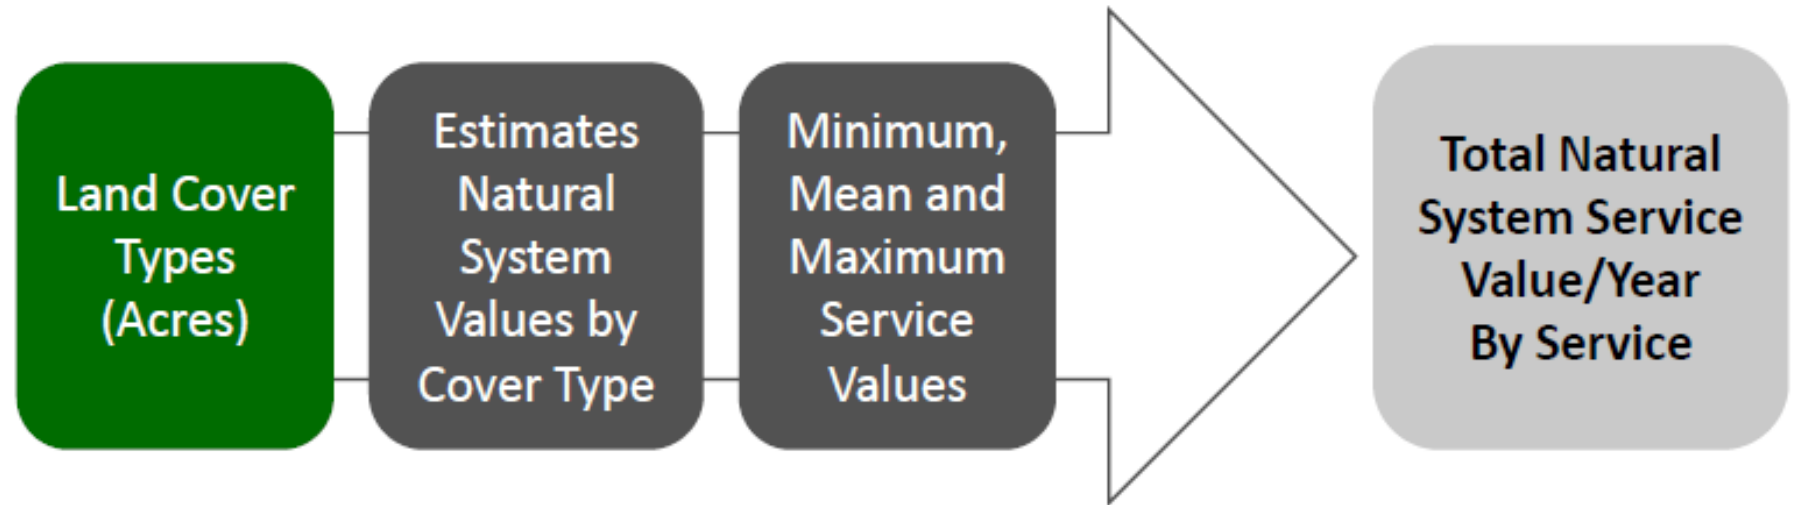 Land Cover
Types
(Acres)
Estimates
Natural
System
Values by
Cover Type
Minimum,
Mean and
Maximum
Service
Values
Total Natural
System Service
Value/Year
By Service